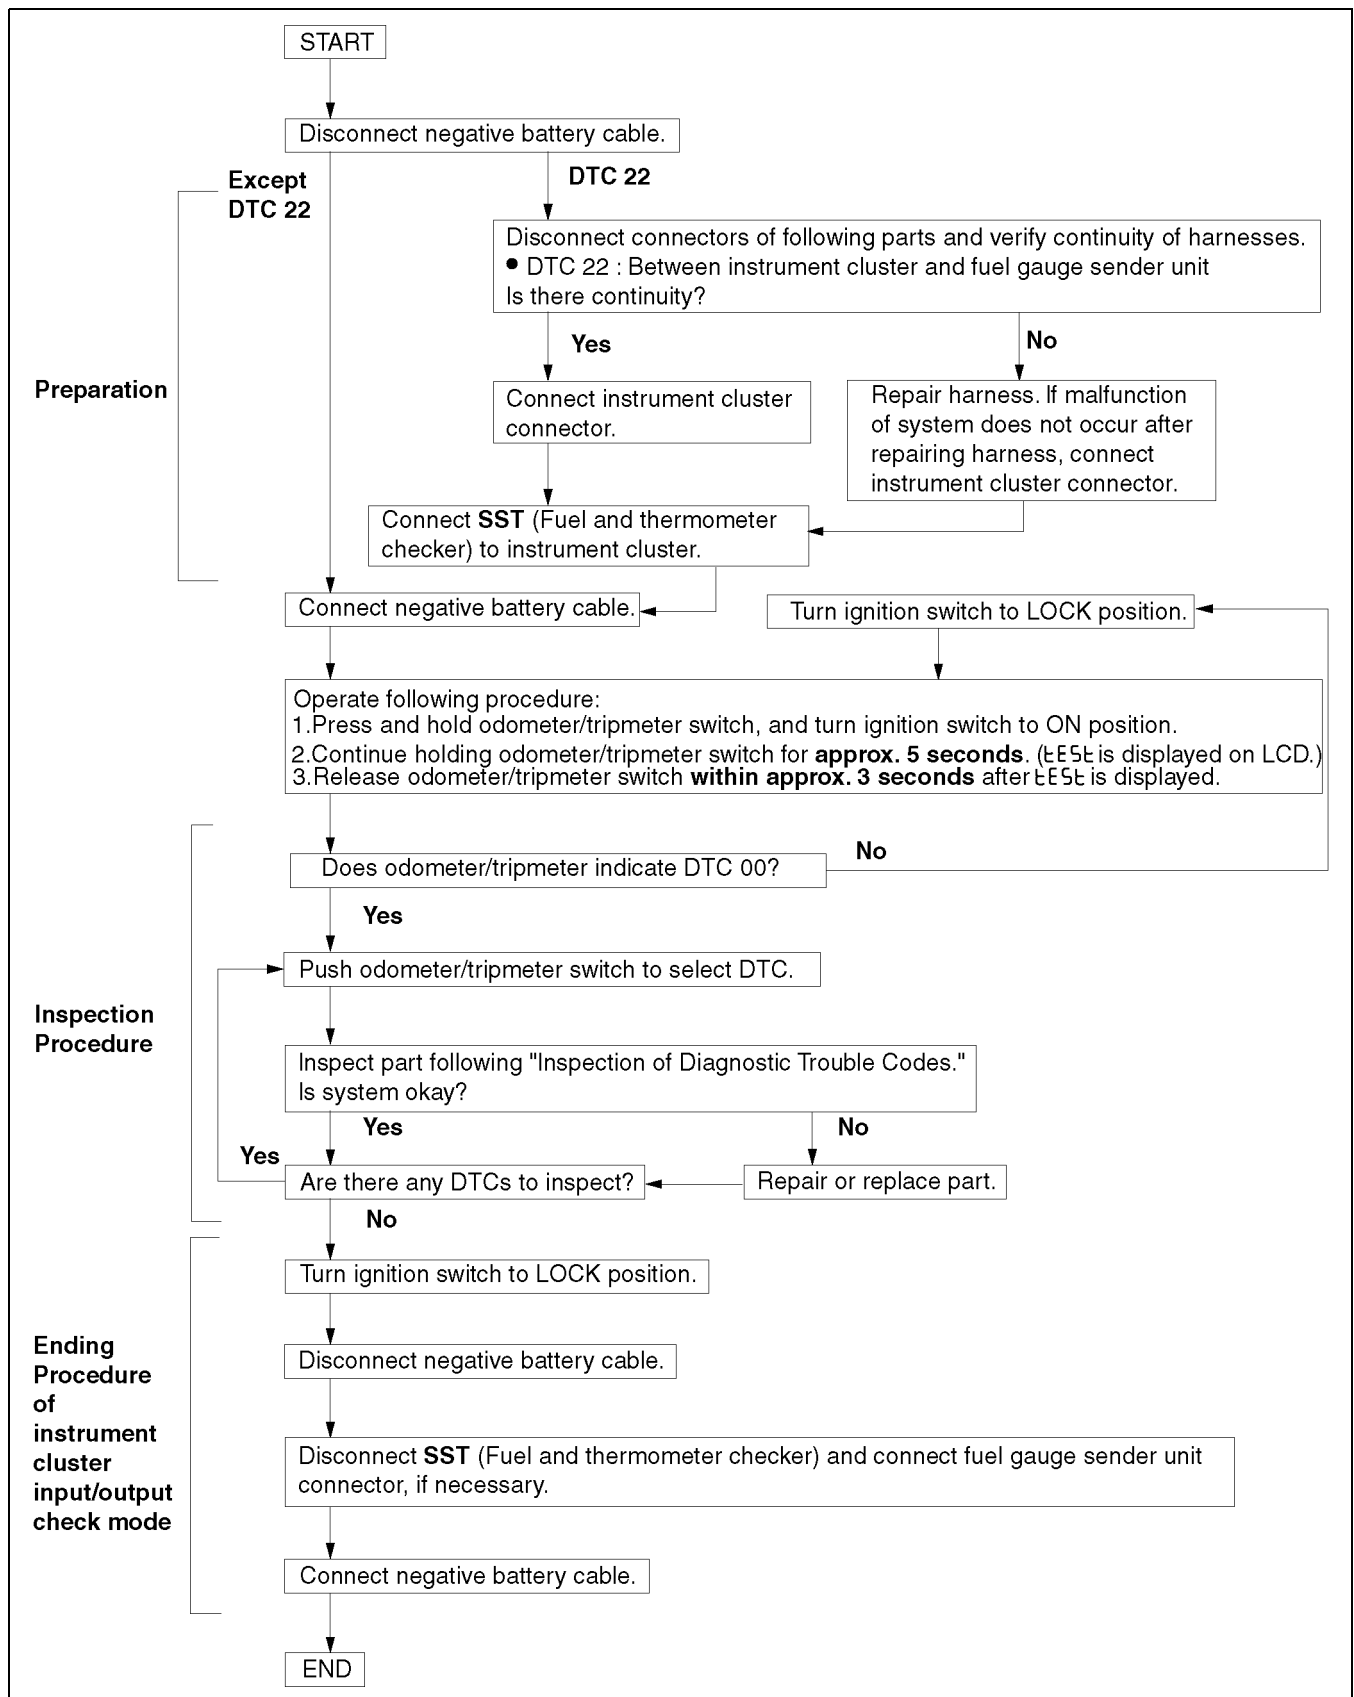 START
Disconnect negative battery cable.
Except
DTC 22
DTC 22
Disconnect connectors of following parts and verify continuity of harnesses.
● DTC 22 : Between instrument cluster and fuel gauge sender unit
Is there continuity?
Yes
No
Preparation
Connect instrument cluster
connector.
Repair harness. If malfunction
of system does not occur after
repairing harness, connect
instrument cluster connector.
Connect SST (Fuel and thermometer
checker) to instrument cluster.
Connect negative battery cable.
Turn ignition switch to LOCK position.
Operate following procedure:
1.Press and hold odometer/tripmeter switch, and turn ignition switch to ON position.
2.Continue holding odometer/tripmeter switch for approx. 5 seconds. (tESt is displayed on LCD.)
3.Release odometer/tripmeter switch within approx. 3 seconds after tESt is displayed.
Does odometer/tripmeter indicate DTC 00?
No
Yes
Push odometer/tripmeter switch to select DTC.
Inspection
Procedure
Inspect part following "Inspection of Diagnostic Trouble Codes."
Is system okay?
Yes
No
Yes
Are there any DTCs to inspect?
Repair or replace part.
No
Turn ignition switch to LOCK position.
Ending
Procedure
of
instrument
cluster
input/output
check mode
Disconnect negative battery cable.
Disconnect SST (Fuel and thermometer checker) and connect fuel gauge sender unit
connector, if necessary.
Connect negative battery cable.
END